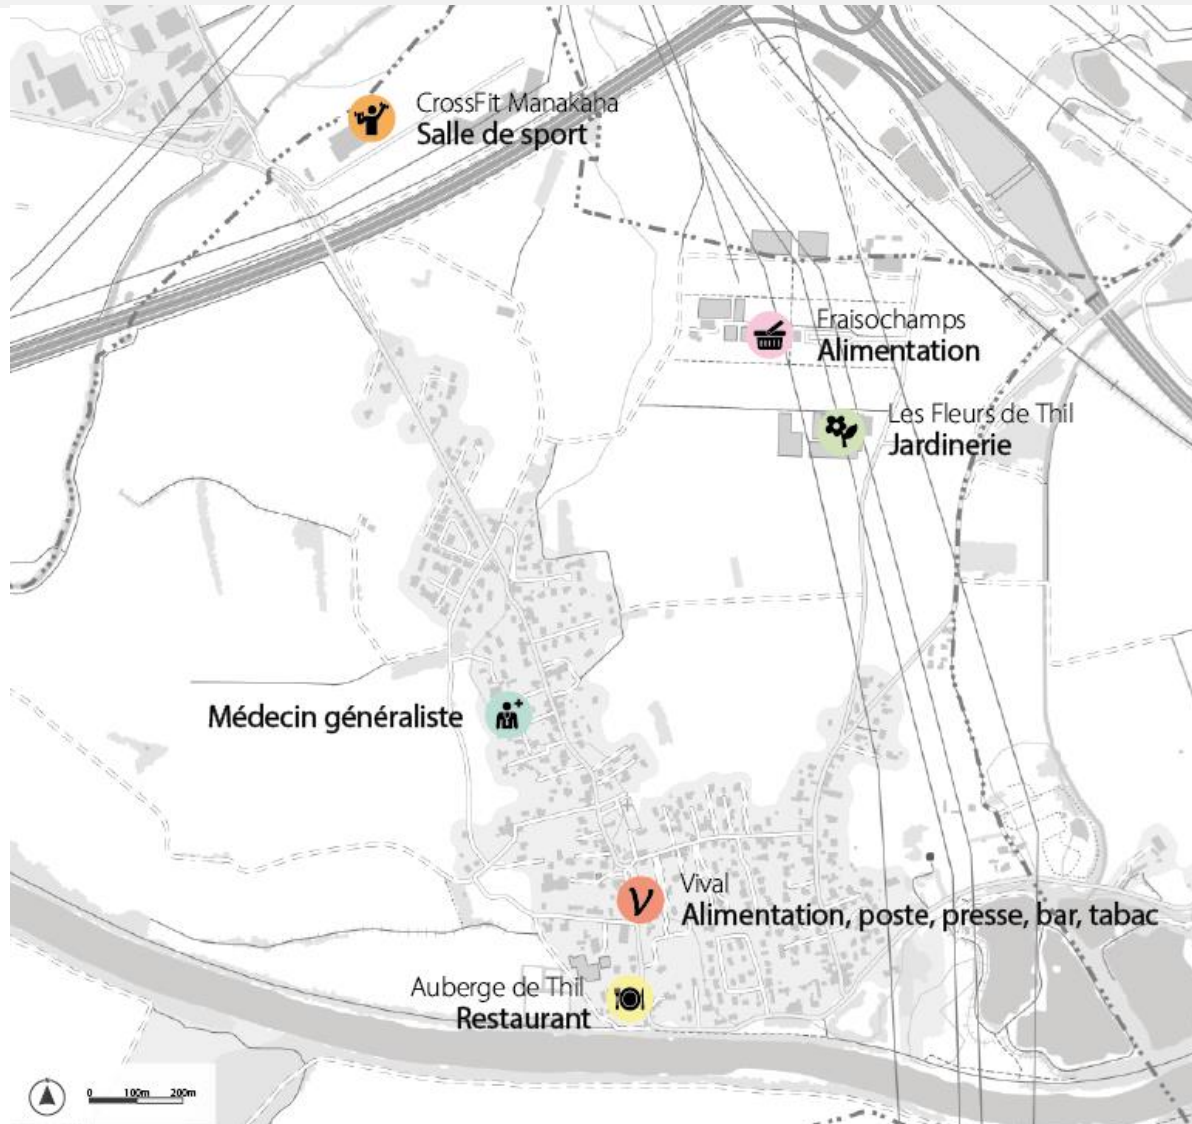 CrossFit Manakaha
Salle de sport
Fraisochamps
Alimentation
Les Fleurs de Thil
Jardinerie
Médecin généraliste
V
Vival
Alimentation, poste, presse, bar, tabac
Auberge de Thil
Restaurant
0 100m 200m